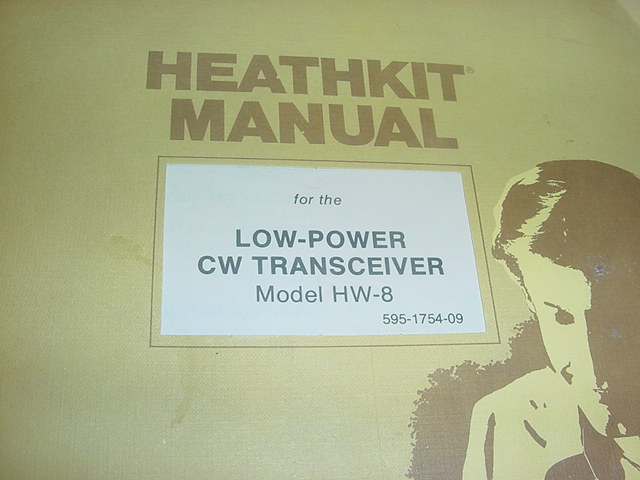 HEATHKIT®
MANUAL
for the
LOW-POWER
CW TRANSCEIVER
Model HW-8
595-1754-09